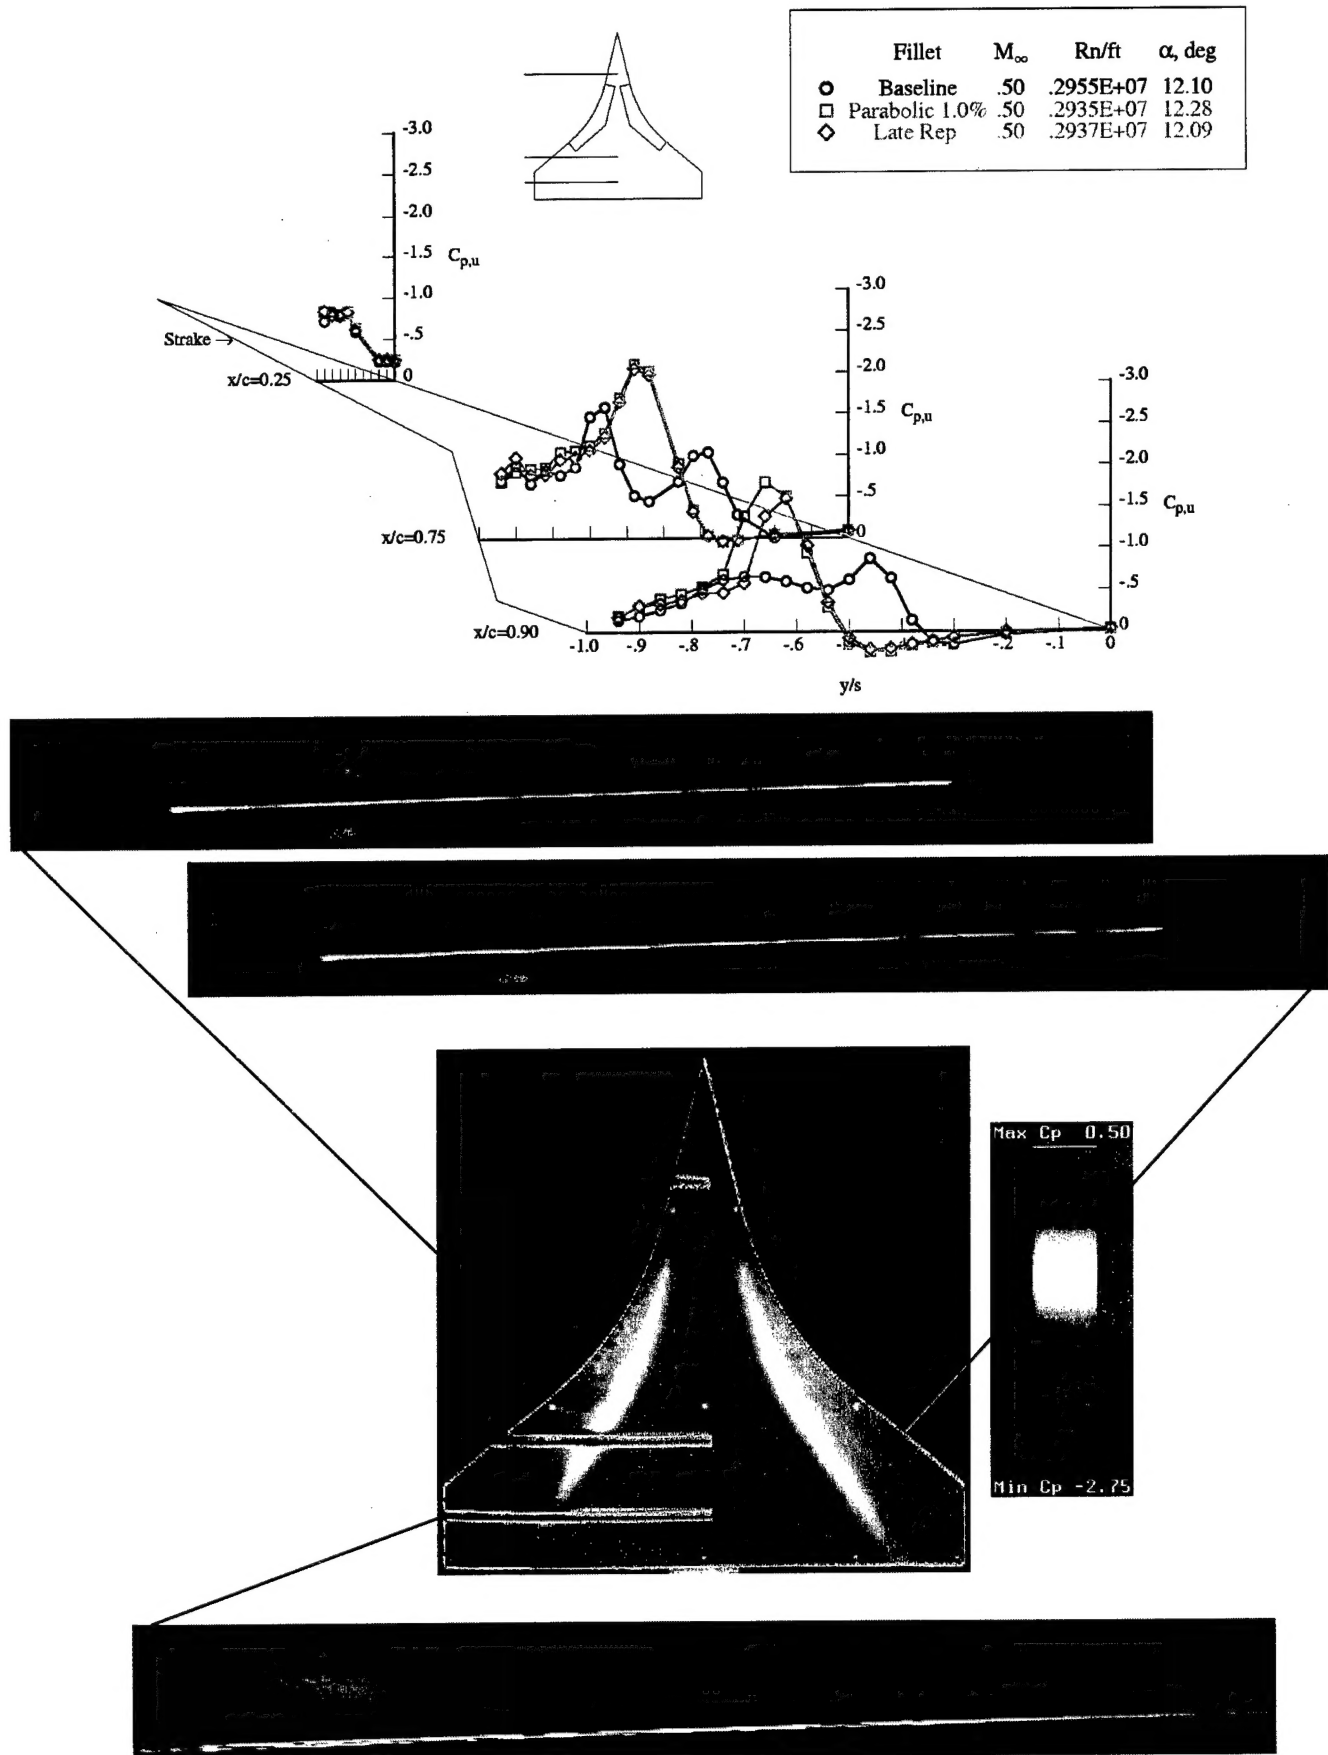 Fillet M∞ Rn/ft α, deg
Baseline .50 .2955E+07 12.10
Parabolic 1.0% .50 .2935E+07 12.28
Late Rep .50 .2937E+07 12.09
-3.0
-2.5
-2.0
-1.5
Cp,u
-1.0
-.5
0
Strake →
x/c=0.25
-3.0
-2.5
-2.0
-1.5
Cp,u
-1.0
-.5
0
x/c=0.75
-3.0
-2.5
-2.0
-1.5
Cp,u
-1.0
-.5
0
x/c=0.90
-1.0 -.9 -.8 -.7 -.6 -.2 -.1 0
y/s
Max Cp 0.50
Min Cp -2.75